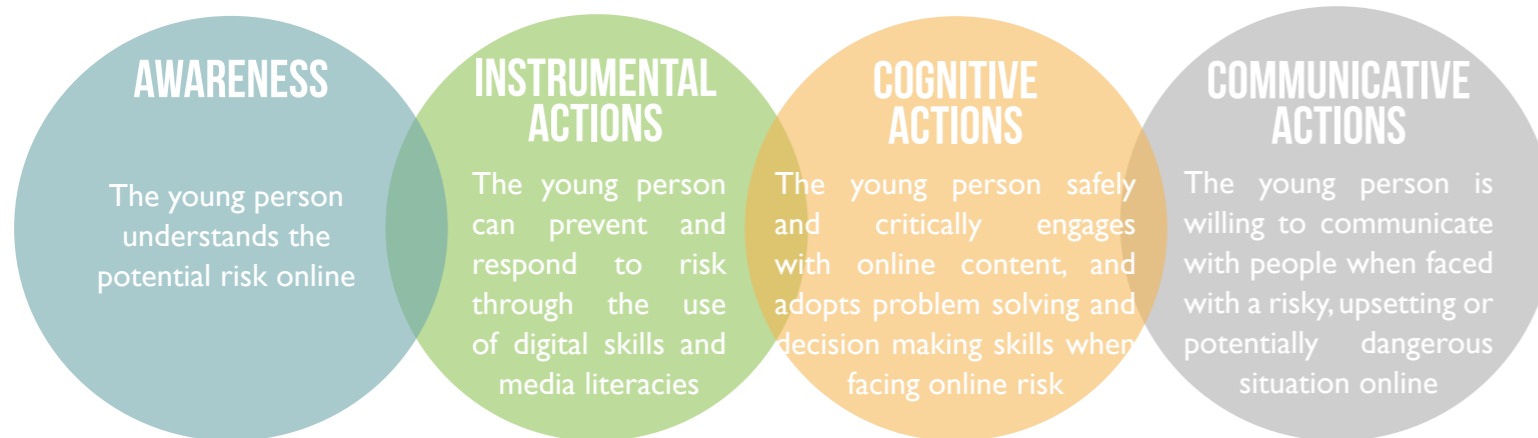 AWARENESS
The young person
understands the
potential risk online
INSTRUMENTAL
ACTIONS
The young person
can prevent and
respond to risk
through the use
of digital skills and
media literacies
COGNITIVE
ACTIONS
The young person safely
and critically engages
with online content, and
adopts problem solving and
decision making skills when
facing online risk
COMMUNICATIVE
ACTIONS
The young person is
willing to communicate
with people when faced
with a risky, upsetting or
potentially dangerous
situation online